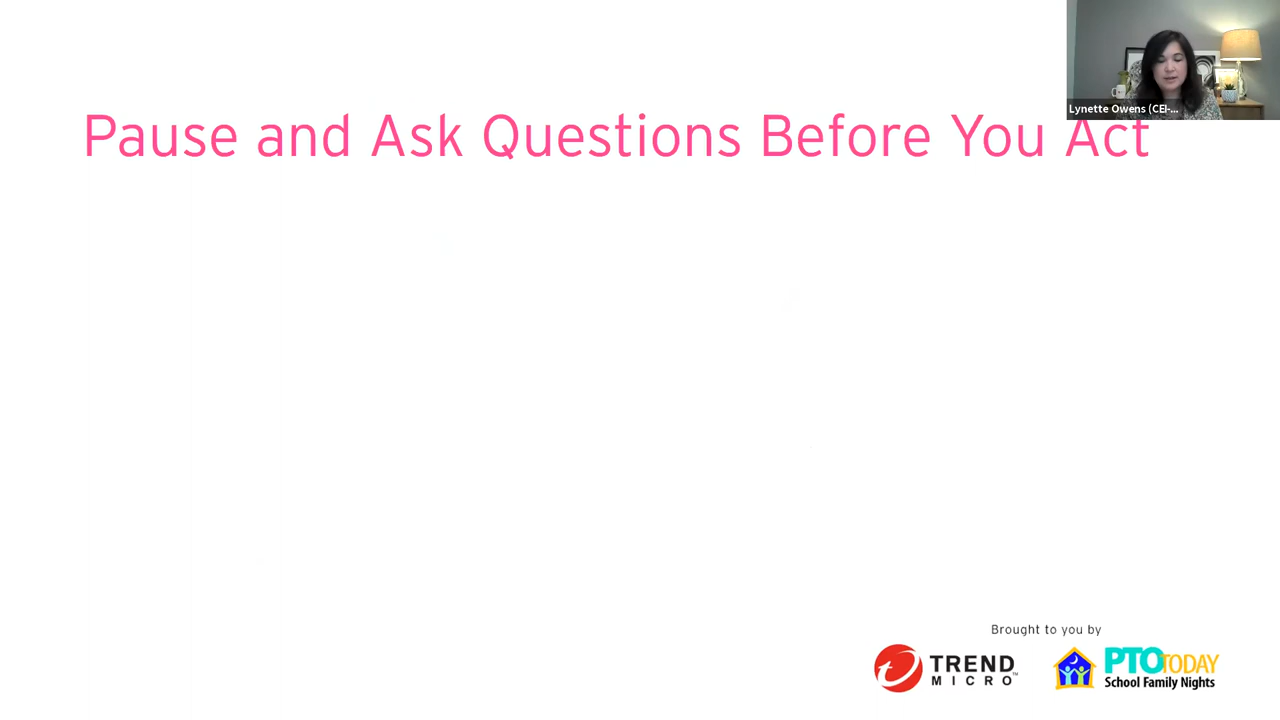 Lynette Owens (CEI-...
Pause and Ask Questions Before You Act
Brought to you by
TREND
MICRO™
PTO TODAY
School Family Nights